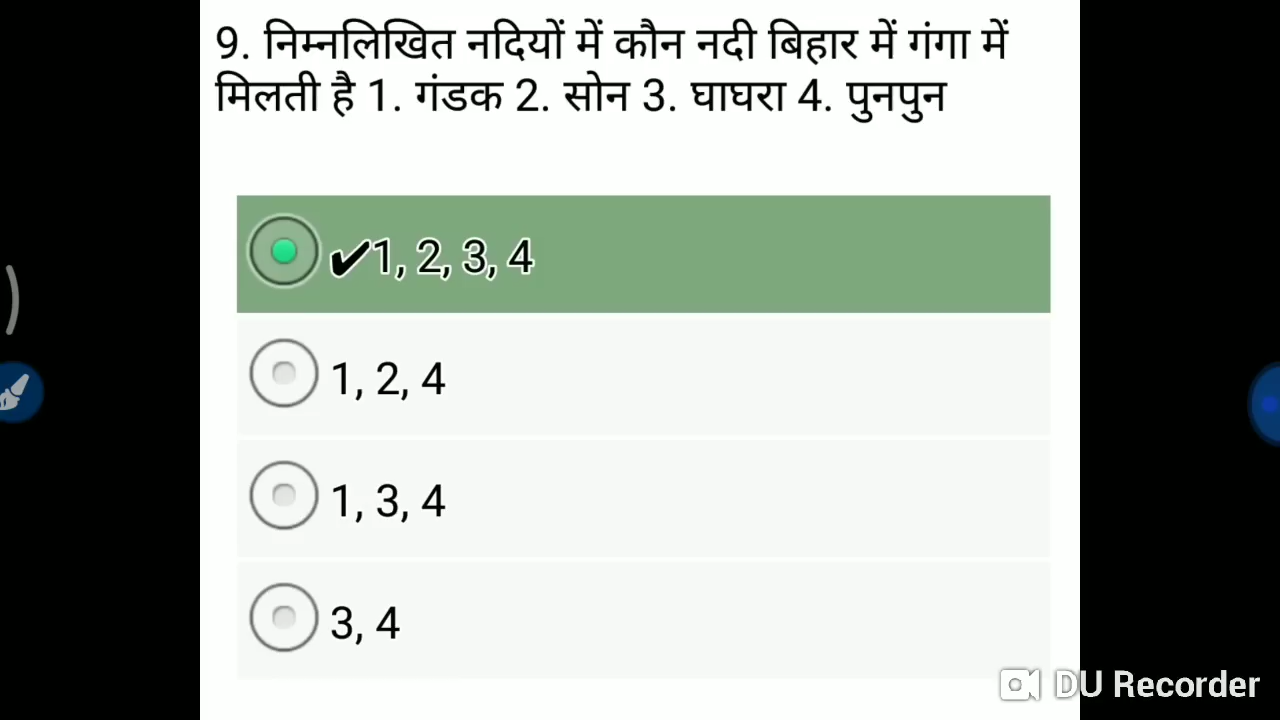 9. निम्नलिखित नदियों में कौन नदी बिहार में गंगा में
मिलती है 1. गंडक 2. सोन 3. घाघरा 4. पुनपुन
✔1, 2, 3, 4
1, 2, 4
1, 3, 4
3, 4
DU Recorder